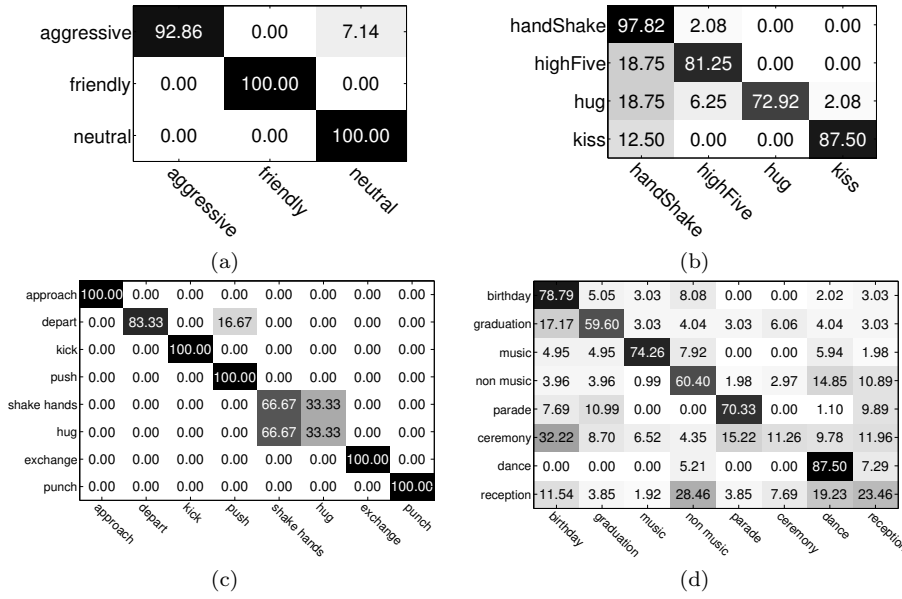 aggressive 92.86 0.00 7.14
friendly 0.00 100.00 0.00
neutral 0.00 0.00 100.00
aggressive friendly neutral
(a)
handShake 97.82 2.08 0.00 0.00
highFive 18.75 81.25 0.00 0.00
hug 18.75 6.25 72.92 2.08
kiss 12.50 0.00 0.00 87.50
handShake highFive hug kiss
(b)
approach 100.00 0.00 0.00 0.00 0.00 0.00 0.00 0.00
depart 0.00 83.33 0.00 16.67 0.00 0.00 0.00 0.00
kick 0.00 0.00 100.00 0.00 0.00 0.00 0.00 0.00
push 0.00 0.00 0.00 100.00 0.00 0.00 0.00 0.00
shake hands 0.00 0.00 0.00 0.00 66.67 33.33 0.00 0.00
hug 0.00 0.00 0.00 0.00 66.67 33.33 0.00 0.00
exchange 0.00 0.00 0.00 0.00 0.00 0.00 100.00 0.00
punch 0.00 0.00 0.00 0.00 0.00 0.00 0.00 100.00
approach depart kick push shake hands hug exchange punch
(c)
birthday 78.79 5.05 3.03 8.08 0.00 0.00 2.02 3.03
graduation 17.17 59.60 3.03 4.04 3.03 6.06 4.04 3.03
music 4.95 4.95 74.26 7.92 0.00 0.00 5.94 1.98
non music 3.96 3.96 0.99 60.40 1.98 2.97 14.85 10.89
parade 7.69 10.99 0.00 0.00 70.33 0.00 1.10 9.89
ceremony 32.22 8.70 6.52 4.35 15.22 11.26 9.78 11.96
dance 0.00 0.00 0.00 5.21 0.00 0.00 87.50 7.29
reception 11.54 3.85 1.92 28.46 3.85 7.69 19.23 23.46
birthday graduation music non music parade ceremony dance reception
(d)